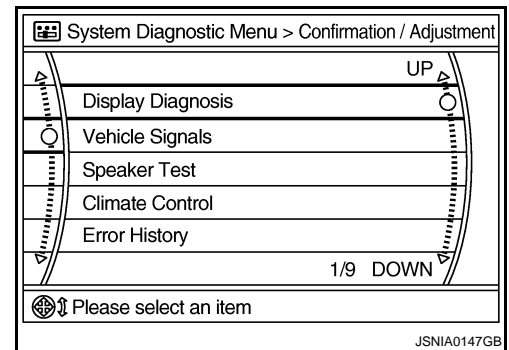 System Diagnostic Menu > Confirmation / Adjustment
UP
Display Diagnosis
Vehicle Signals
Speaker Test
Climate Control
Error History
1/9 DOWN
Please select an item
JSNIA0147GB